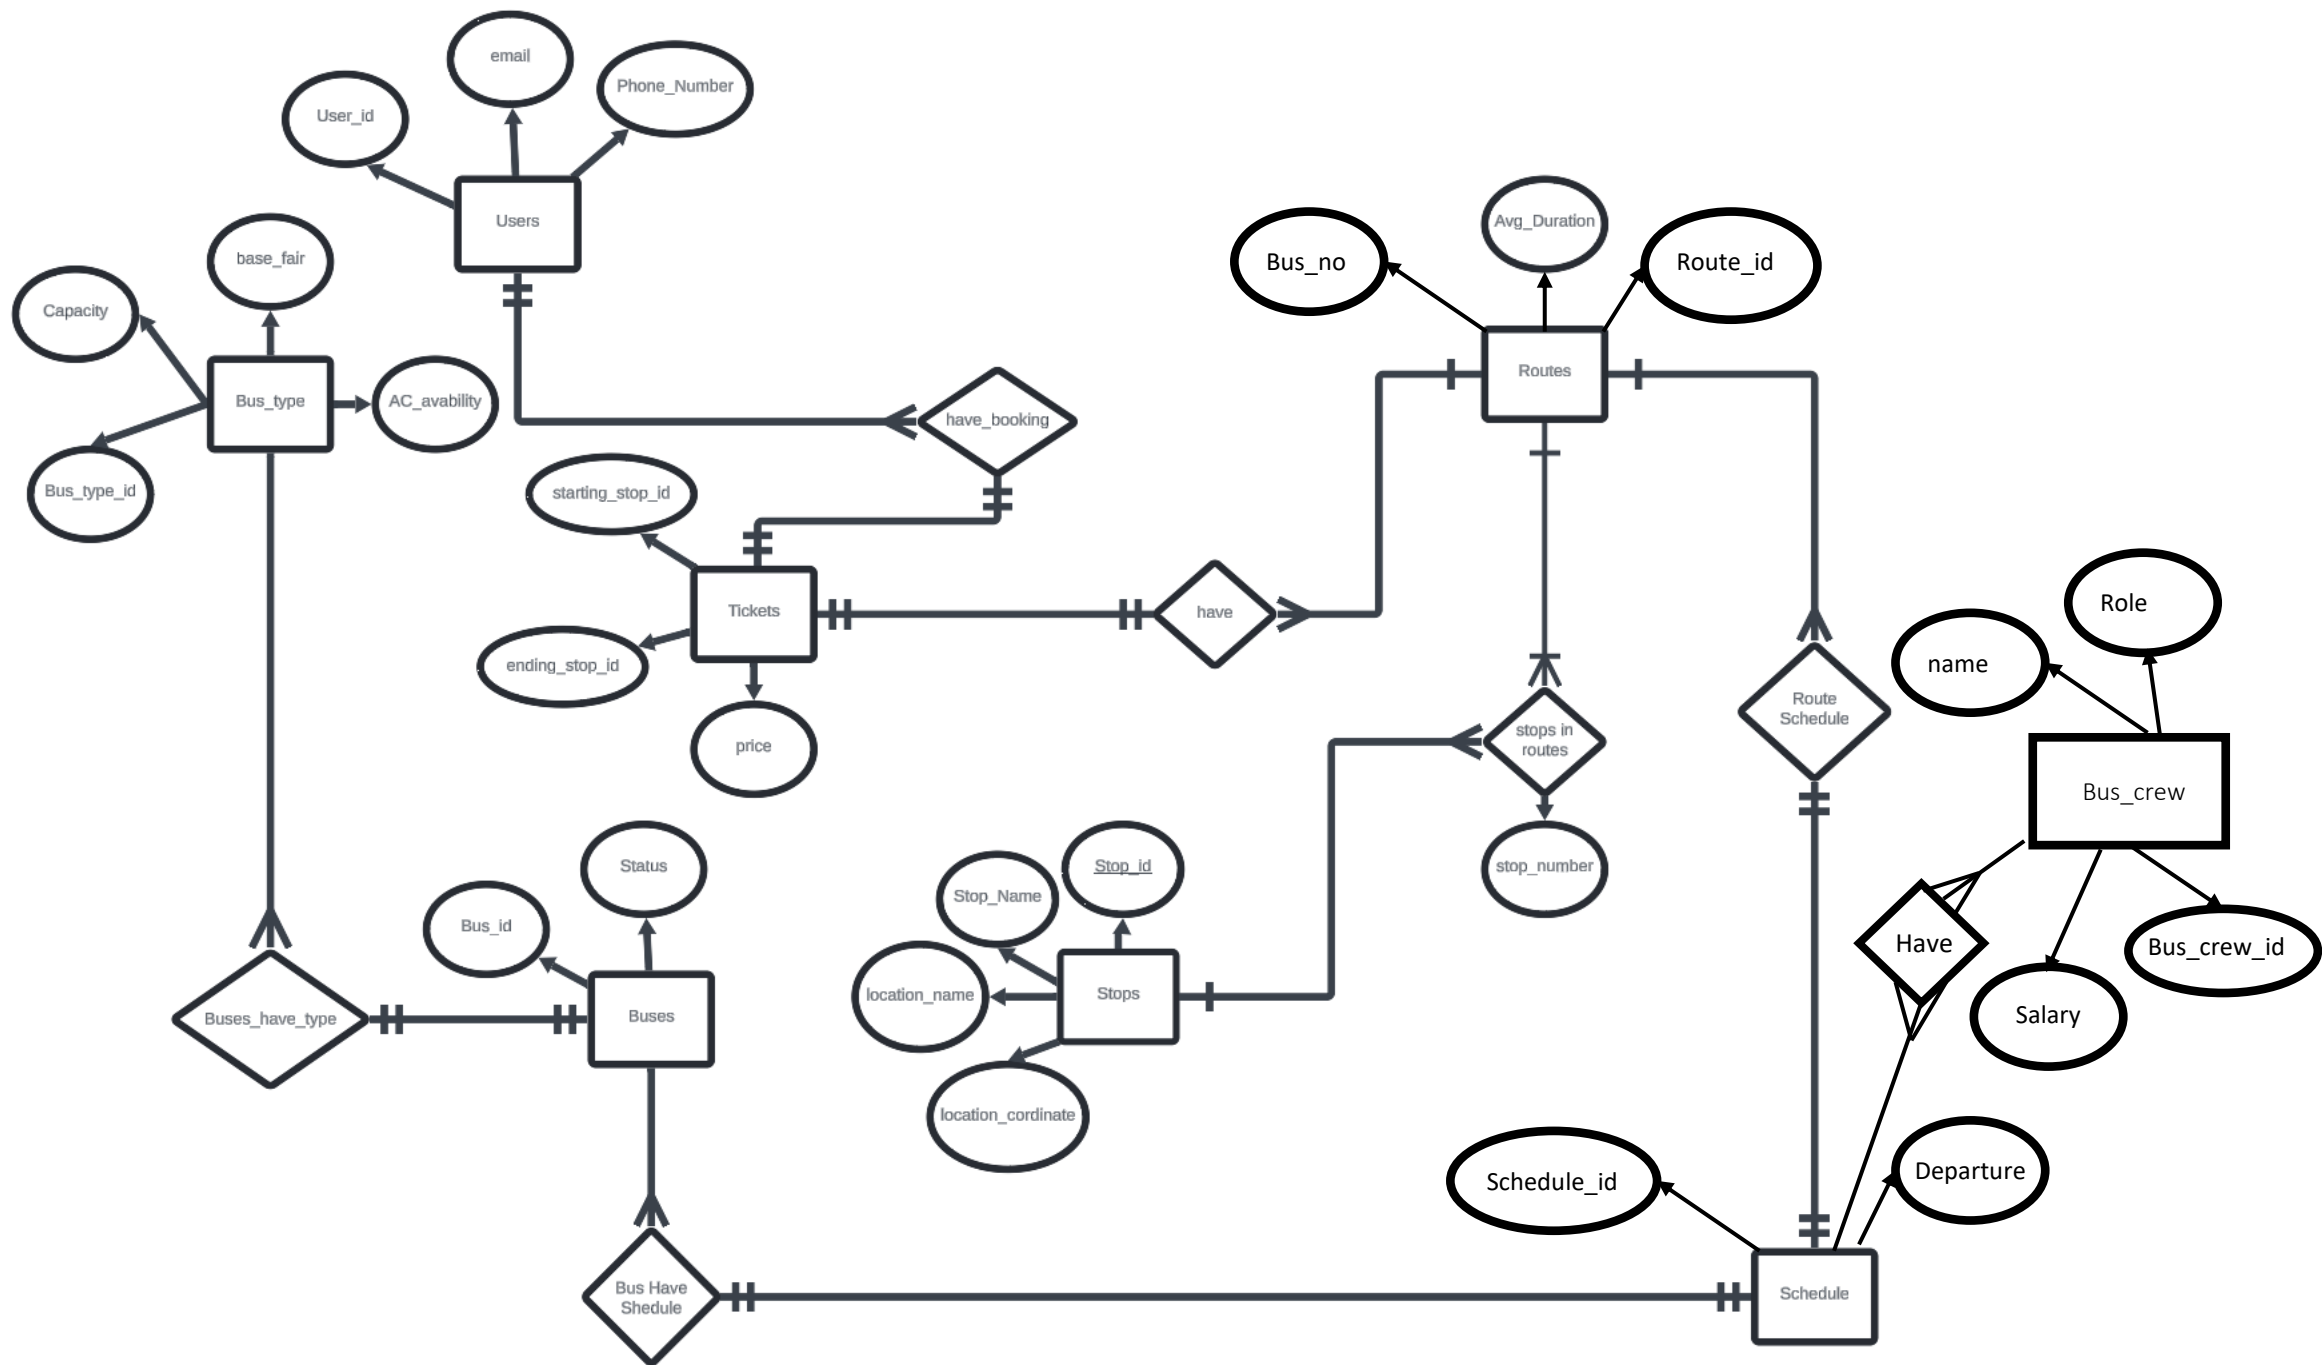 email
Phone_Number
User_id
Users
base_fair
Capacity
Bus_type
AC_avability
Bus_type_id
have_booking
starting_stop_id
Tickets
ending_stop_id
price
have
Avg_Duration
Bus_no
Route_id
Routes
stops in
routes
stop_number
Route
Schedule
Role
name
Bus_crew
Have
Bus_crew_id
Salary
Status
Bus_id
Buses_have_type
Buses
Stop_id
Stop_Name
location_name
Stops
location_cordinate
Schedule_id
Departure
Bus Have
Shedule
Schedule